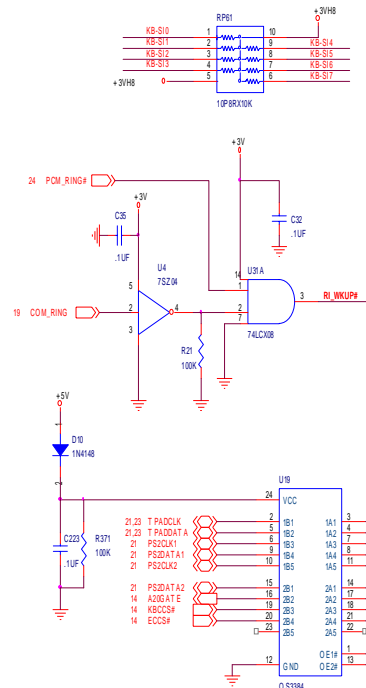 RP61
+3VH8
KB-SI0 1 10
KB-SI1 2 9 KB-SI4
KB-SI2 3 8 KB-SI5
KB-SI3 4 7 KB-SI6
+3VH8 5 6 KB-SI7
10P8RX10K
+3V
24 PCM_RING#
+3V
C35
.1UF
C32
.1UF
U4
7SZ04
U31A
14
5
1
19 COM_RING 2 4 2 3 RI_WKUP#
3
7
74LCX08
R21
100K
+5V
1
D10
1N4148
2
U19
24 VCC
C223
.1UF
R371
100K
21,23 TPADCLK 2 1B1 1A1 3
21,23 TPADDATA 5 1B2 1A2 4
21 PS2CLK1 6 1B3 1A3 7
21 PS2DATA1 9 1B4 1A4 8
21 PS2CLK2 10 1B5 1A5 11
21 PS2DATA2 15 2B1 2A1 14
14 A20GATE 16 2B2 2A2 17
14 KBCCS# 19 2B3 2A3 18
14 ECCS# 20 2B4 2A4 21
23 2B5 2A5 22
OE1# 1
12 GND OE2# 13
QS3384